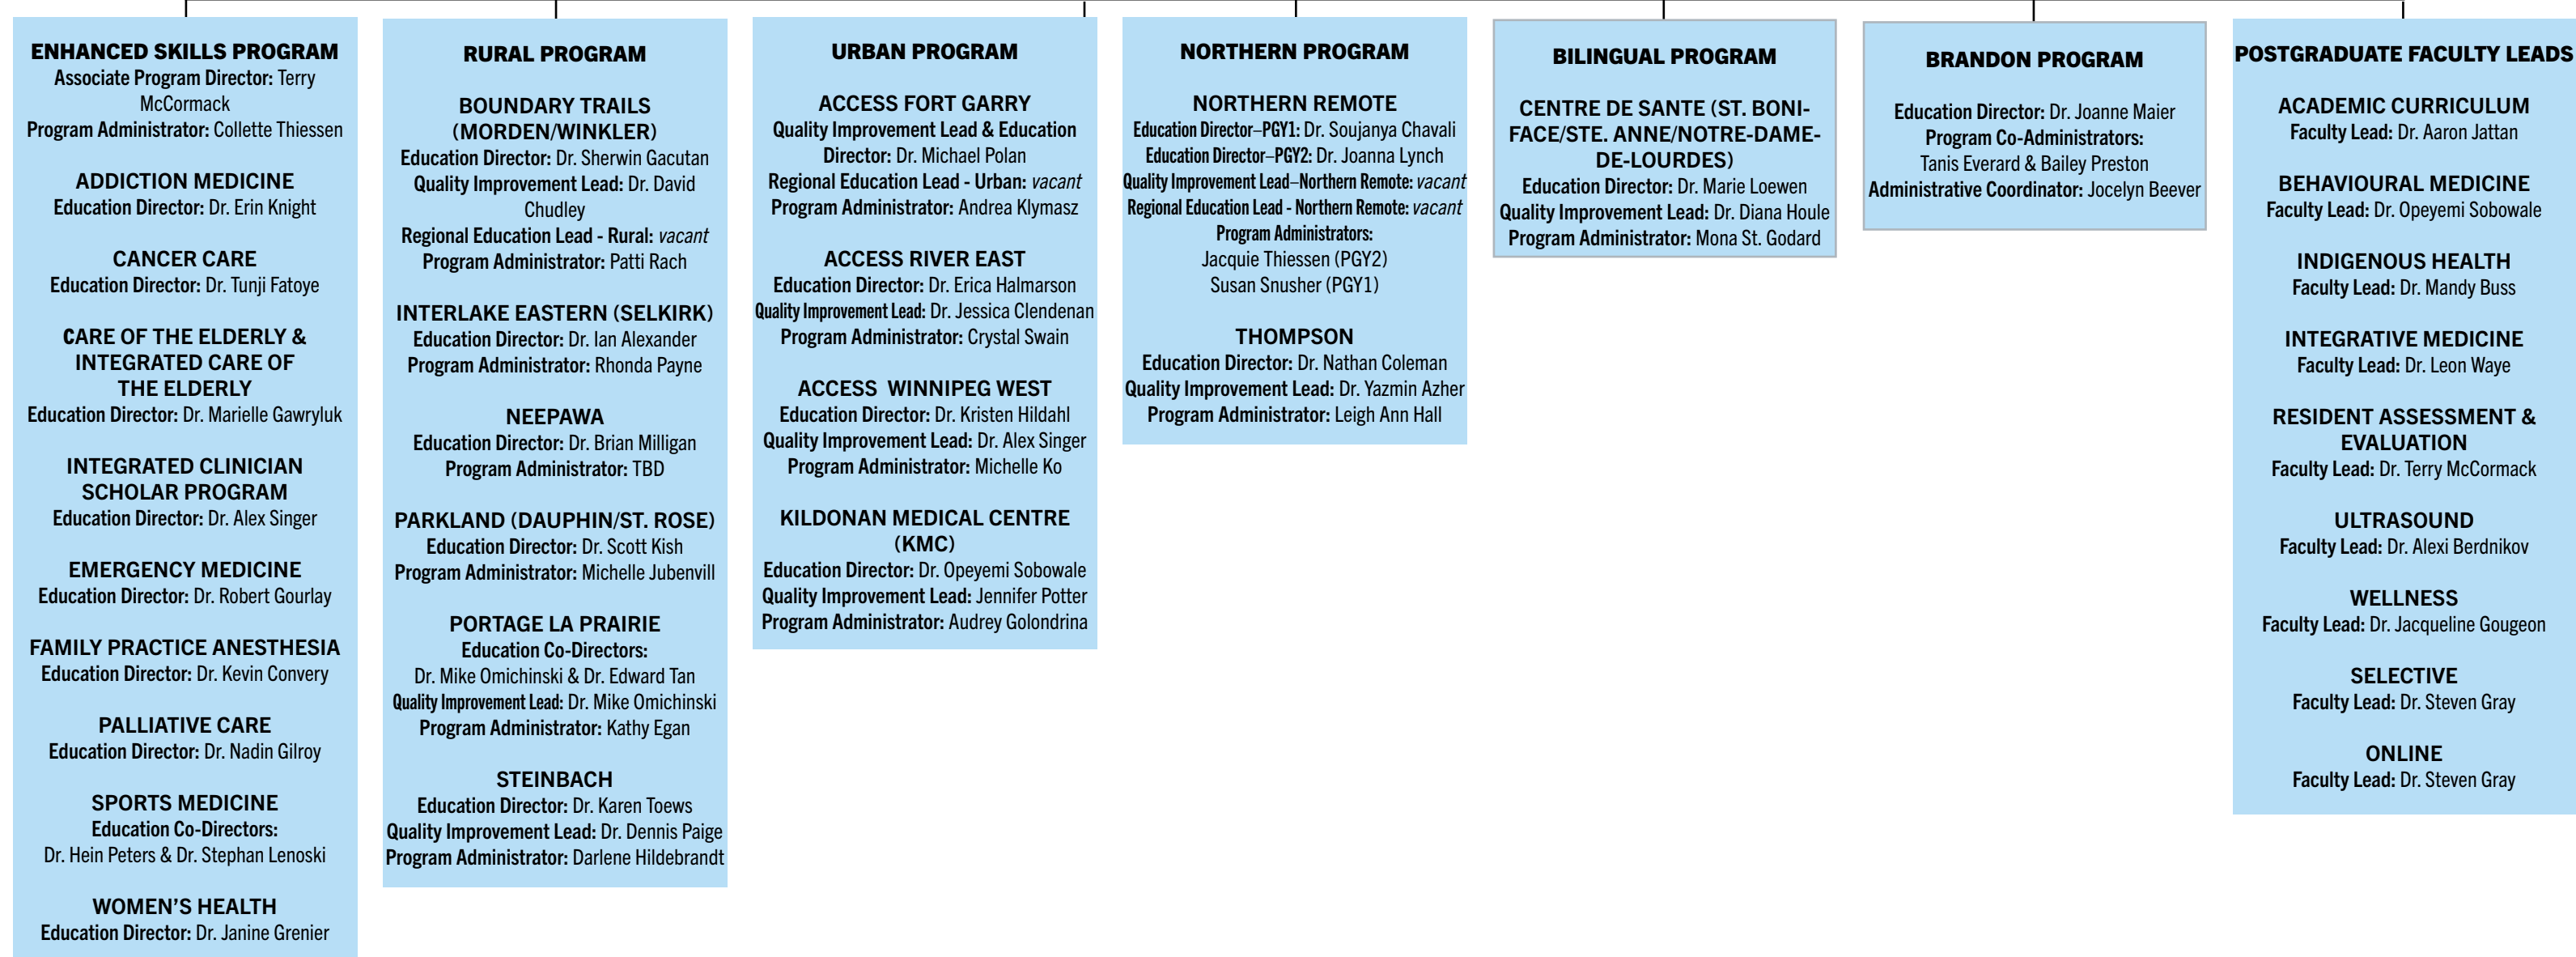 ENHANCED SKILLS PROGRAM
Associate Program Director: Terry
McCormack
Program Administrator: Collette Thiessen
ADDICTION MEDICINE
Education Director: Dr. Erin Knight
CANCER CARE
Education Director: Dr. Tunji Fatoye
CARE OF THE ELDERLY &
INTEGRATED CARE OF
THE ELDERLY
Education Director: Dr. Marielle Gawryluk
INTEGRATED CLINICIAN
SCHOLAR PROGRAM
Education Director: Dr. Alex Singer
EMERGENCY MEDICINE
Education Director: Dr. Robert Gourlay
FAMILY PRACTICE ANESTHESIA
Education Director: Dr. Kevin Convery
PALLIATIVE CARE
Education Director: Dr. Nadin Gilroy
SPORTS MEDICINE
Education Co-Directors:
Dr. Hein Peters & Dr. Stephan Lenoski
WOMEN'S HEALTH
Education Director: Dr. Janine Grenier
RURAL PROGRAM
BOUNDARY TRAILS
(MORDEN/WINKLER)
Education Director: Dr. Sherwin Gacutan
Quality Improvement Lead: Dr. David
Chudley
Regional Education Lead - Rural: vacant
Program Administrator: Patti Rach
INTERLAKE EASTERN (SELKIRK)
Education Director: Dr. Ian Alexander
Program Administrator: Rhonda Payne
NEEPAWA
Education Director: Dr. Brian Milligan
Program Administrator: TBD
PARKLAND (DAUPHIN/ST. ROSE)
Education Director: Dr. Scott Kish
Program Administrator: Michelle Jubenvill
PORTAGE LA PRAIRIE
Education Co-Directors:
Dr. Mike Omichinski & Dr. Edward Tan
Quality Improvement Lead: Dr. Mike Omichinski
Program Administrator: Kathy Egan
STEINBACH
Education Director: Dr. Karen Toews
Quality Improvement Lead: Dr. Dennis Paige
Program Administrator: Darlene Hildebrandt
URBAN PROGRAM
ACCESS FORT GARRY
Quality Improvement Lead & Education
Director: Dr. Michael Polan
Regional Education Lead - Urban: vacant
Program Administrator: Andrea Klymasz
ACCESS RIVER EAST
Education Director: Dr. Erica Halmarson
Quality Improvement Lead: Dr. Jessica Clendenan
Program Administrator: Crystal Swain
ACCESS WINNIPEG WEST
Education Director: Dr. Kristen Hildahl
Quality Improvement Lead: Dr. Alex Singer
Program Administrator: Michelle Ko
KILDONAN MEDICAL CENTRE
(KMC)
Education Director: Dr. Opeyemi Sobowale
Quality Improvement Lead: Jennifer Potter
Program Administrator: Audrey Golondrina
NORTHERN PROGRAM
NORTHERN REMOTE
Education Director–PGY1: Dr. Soujanya Chavali
Education Director–PGY2: Dr. Joanna Lynch
Quality Improvement Lead–Northern Remote: vacant
Regional Education Lead - Northern Remote: vacant
Program Administrators:
Jacquie Thiessen (PGY2)
Susan Snusher (PGY1)
THOMPSON
Education Director: Dr. Nathan Coleman
Quality Improvement Lead: Dr. Yazmin Azher
Program Administrator: Leigh Ann Hall
BILINGUAL PROGRAM
CENTRE DE SANTE (ST. BONI-
FACE/STE. ANNE/NOTRE-DAME-
DE-LOURDES)
Education Director: Dr. Marie Loewen
Quality Improvement Lead: Dr. Diana Houle
Program Administrator: Mona St. Godard
BRANDON PROGRAM
Education Director: Dr. Joanne Maier
Program Co-Administrators:
Tanis Everard & Bailey Preston
Administrative Coordinator: Jocelyn Beever
POSTGRADUATE FACULTY LEADS
ACADEMIC CURRICULUM
Faculty Lead: Dr. Aaron Jattan
BEHAVIOURAL MEDICINE
Faculty Lead: Dr. Opeyemi Sobowale
INDIGENOUS HEALTH
Faculty Lead: Dr. Mandy Buss
INTEGRATIVE MEDICINE
Faculty Lead: Dr. Leon Waye
RESIDENT ASSESSMENT &
EVALUATION
Faculty Lead: Dr. Terry McCormack
ULTRASOUND
Faculty Lead: Dr. Alexi Berdnikov
WELLNESS
Faculty Lead: Dr. Jacqueline Gougeon
SELECTIVE
Faculty Lead: Dr. Steven Gray
ONLINE
Faculty Lead: Dr. Steven Gray